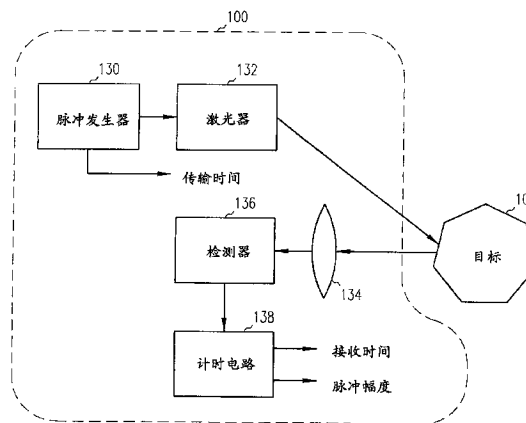 100
130
132
脉冲发生器
激光器
传输时间
136
10
检测器
目标
134
138
计时电路
接收时间
脉冲幅度